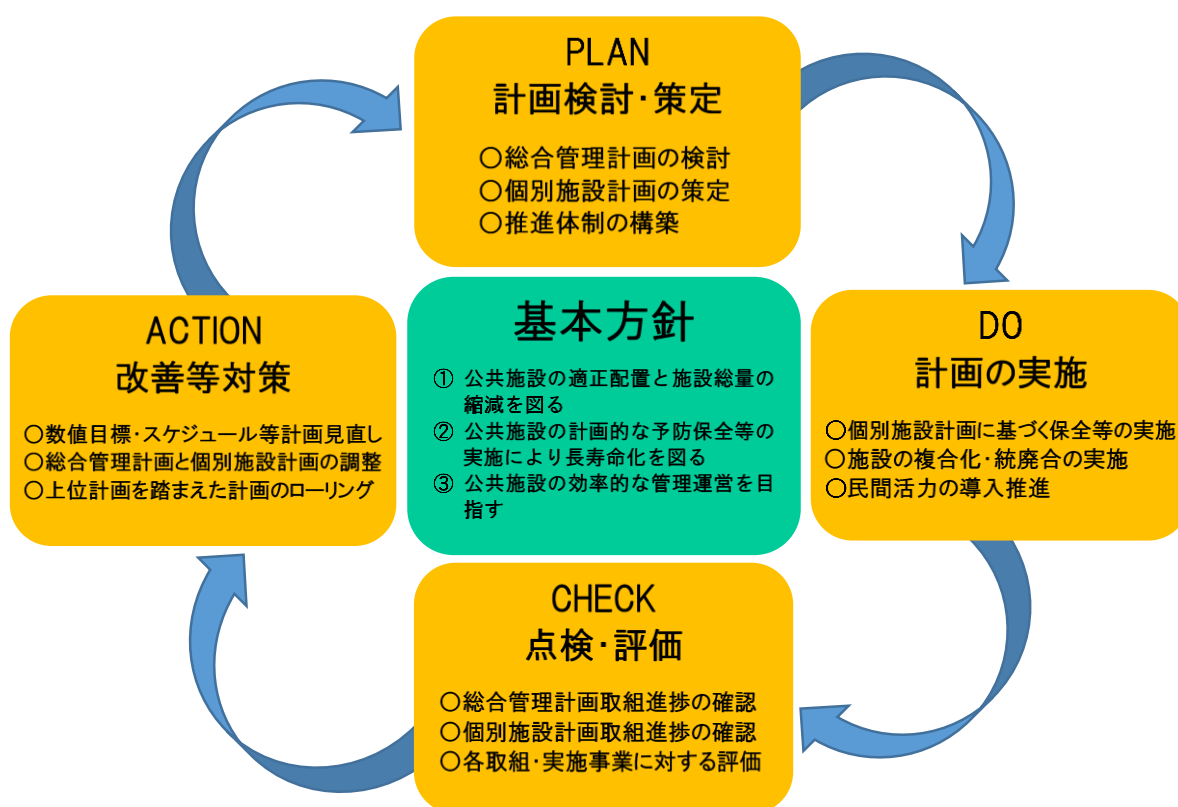 PLAN
計画検討・策定
○総合管理計画の検討
○個別施設計画の策定
○推進体制の構築
ACTION
改善等対策
○数値目標・スケジュール等計画見直し
○総合管理計画と個別施設計画の調整
○上位計画を踏まえた計画のローリング
基本方針
① 公共施設の適正配置と施設総量の
縮減を図る
② 公共施設の計画的な予防保全等の
実施により長寿命化を図る
③ 公共施設の効率的な管理運営を目
指す
DO
計画の実施
○個別施設計画に基づく保全等の実施
○施設の複合化・統廃合の実施
○民間活力の導入推進
CHECK
点検・評価
○総合管理計画取組進捗の確認
○個別施設計画取組進捗の確認
○各取組・実施事業に対する評価